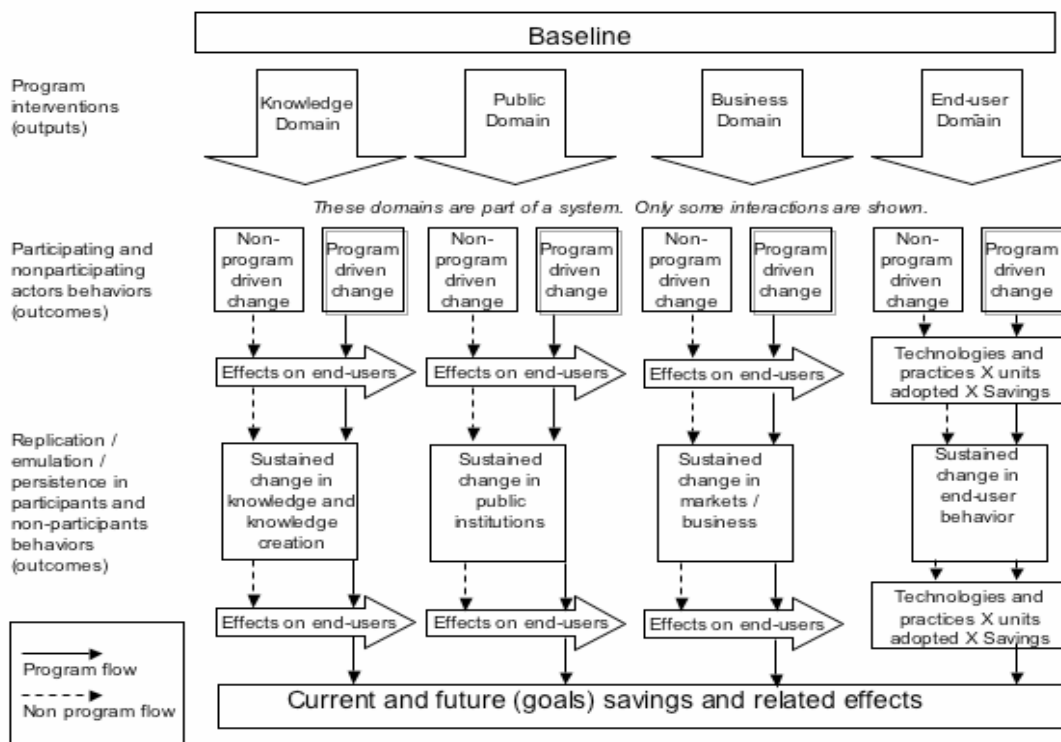 Baseline
Program
interventions
(outputs)
Knowledge
Domain
Public
Domain
Business
Domain
End-user
Domain
These domains are part of a system. Only some interactions are shown.
Participating and
nonparticipating
actors behaviors
(outcomes)
Non-
program
driven
change
Program
driven
change
Non-
program
driven
change
Program
driven
change
Non-
program
driven
change
Program
driven
change
Non-
program
driven
change
Program
driven
change
Effects on end-users
Effects on end-users
Effects on end-users
Technologies and
practices X units
adopted X Savings
Replication /
emulation /
persistence in
participants and
non-participants
behaviors
(outcomes)
Sustained
change in
knowledge and
knowledge
creation
Sustained
change in
public
institutions
Sustained
change in
markets /
business
Sustained
change in
end-user
behavior
Effects on end-users
Effects on end-users
Effects on end-users
Technologies and
practices X units
adopted X Savings
Program flow
Non program flow
Current and future (goals) savings and related effects